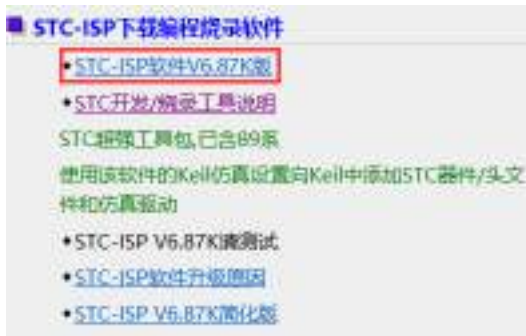 STC-ISP下载编程烧录软件
•STC-ISP软件V6.87K版
•STC开发/烧录工具说明
STC超强工具包,已含89系
使用该软件的Keil仿真设置向Keil中添加STC器件/头文
件和仿真驱动
•STC-ISP V6.87K请测试
•STC-ISP软件升级原因
•STC-ISP V6.87K简化版